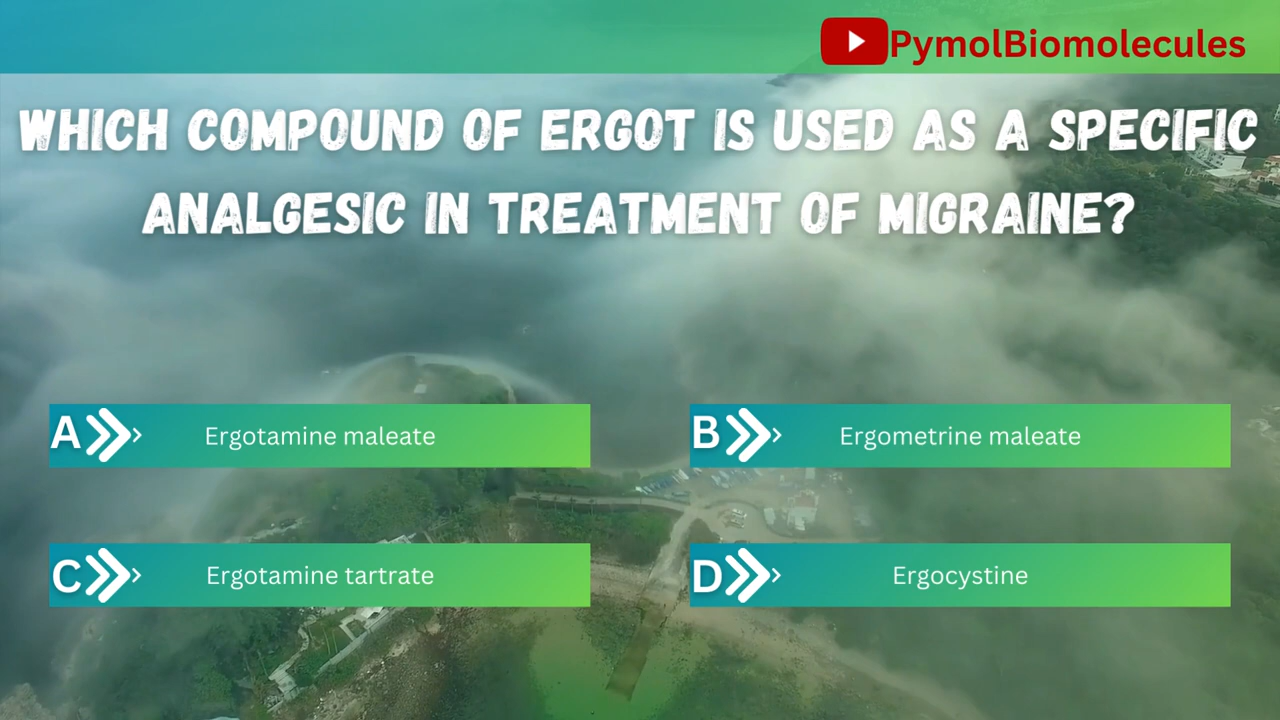 PymolBiomolecules
WHICH COMPOUND OF ERGOT IS USED AS A SPECIFIC
ANALGESIC IN TREATMENT OF MIGRAINE?
A Ergotamine maleate
B Ergometrine maleate
C Ergotamine tartrate
D Ergocystine